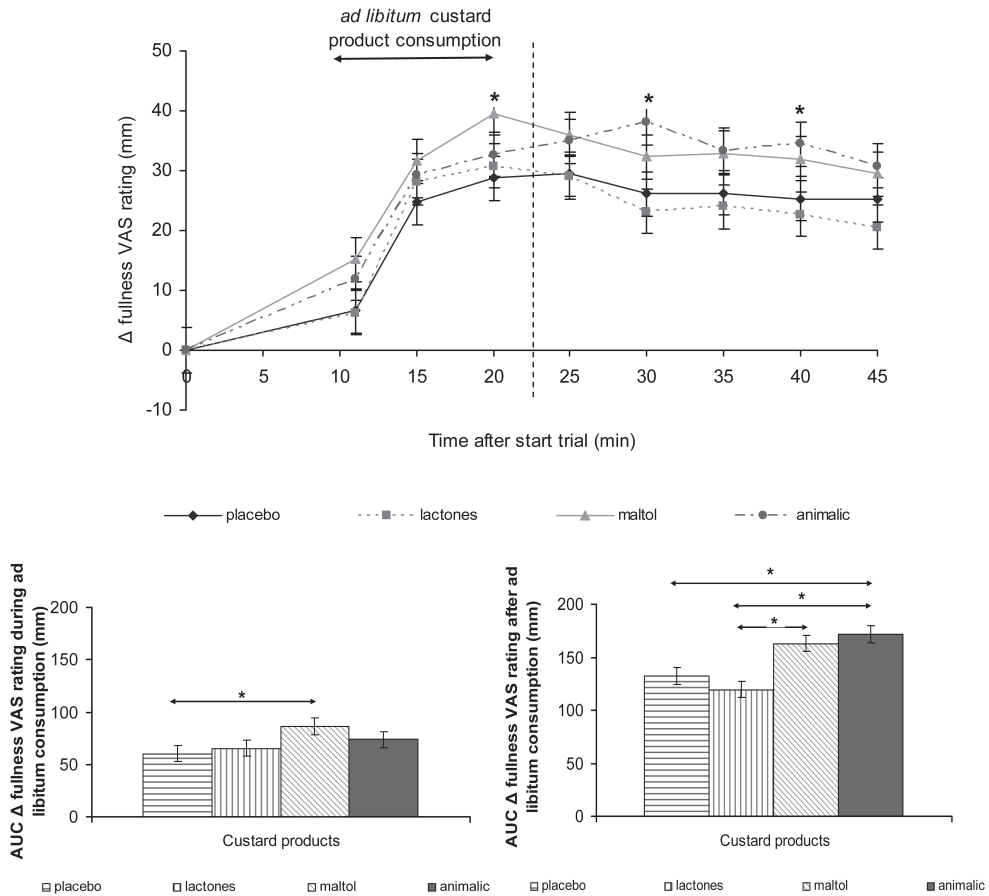 ad libitum custard
product consumption
50
40
30
20
10
0
-10
Δ fullness VAS rating (mm)
* * *
0 5 10 15 20 25 30 35 40 45
Time after start trial (min)
placebo lactones maltol animalic
AUC Δ fullness VAS rating during ad
libitum consumption (mm)
200
150
100
50
0
*
Custard products
placebo lactones maltol animalic
AUC Δ fullness VAS rating after ad
libitum consumption (mm)
200
150
100
50
0
*
*
*
Custard products
placebo lactones maltol animalic